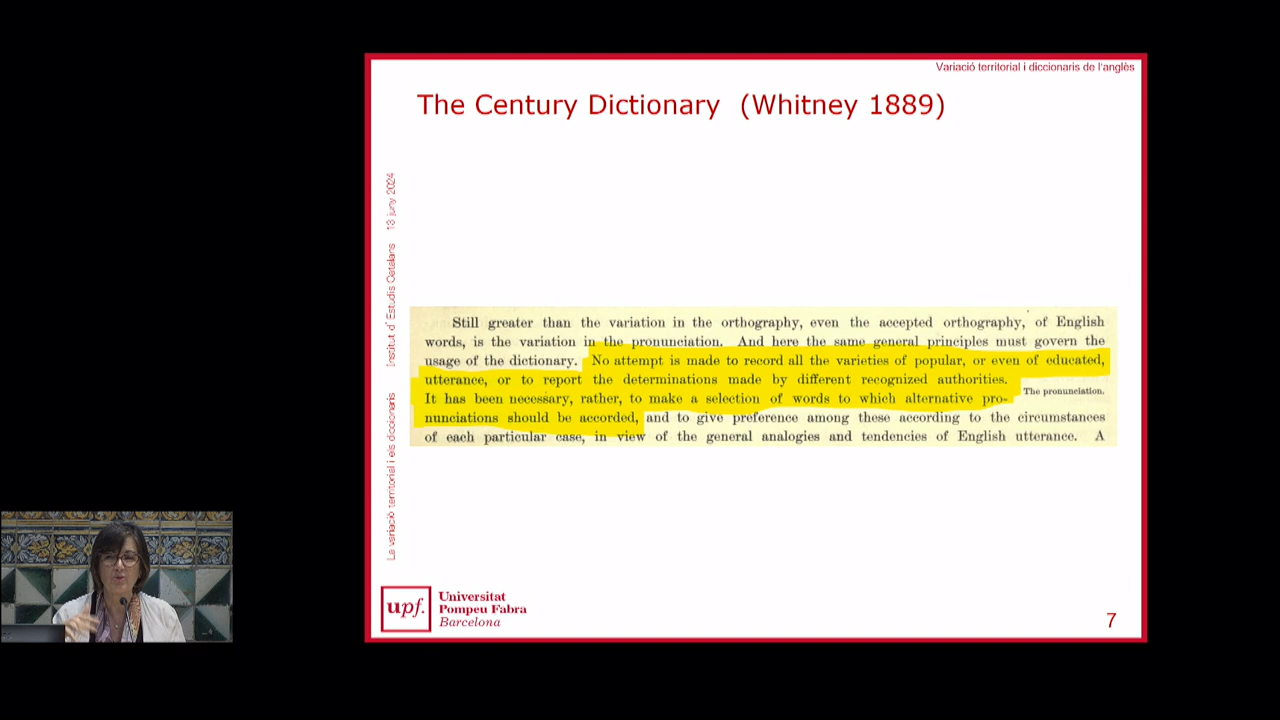 Variació territorial i diccionaris de l'anglès
The Century Dictionary (Whitney 1889)
La variació territorial i els diccionaris Institut d´Estudis Catalans 13 juny 2024
Still greater than the variation in the orthography, even the accepted orthography, of English
words, is the variation in the pronunciation. And here the same general principles must govern the
usage of the dictionary. No attempt is made to record all the varieties of popular, or even of educated,
utterance, or to report the determinations made by different recognized authorities.
It has been necessary, rather, to make a selection of words to which alternative pro-
The pronunciation.
nunciations should be accorded, and to give preference among these according to the circumstances
of each particular case, in view of the general analogies and tendencies of English utterance. A
upf.
Universitat
Pompeu Fabra
Barcelona
7